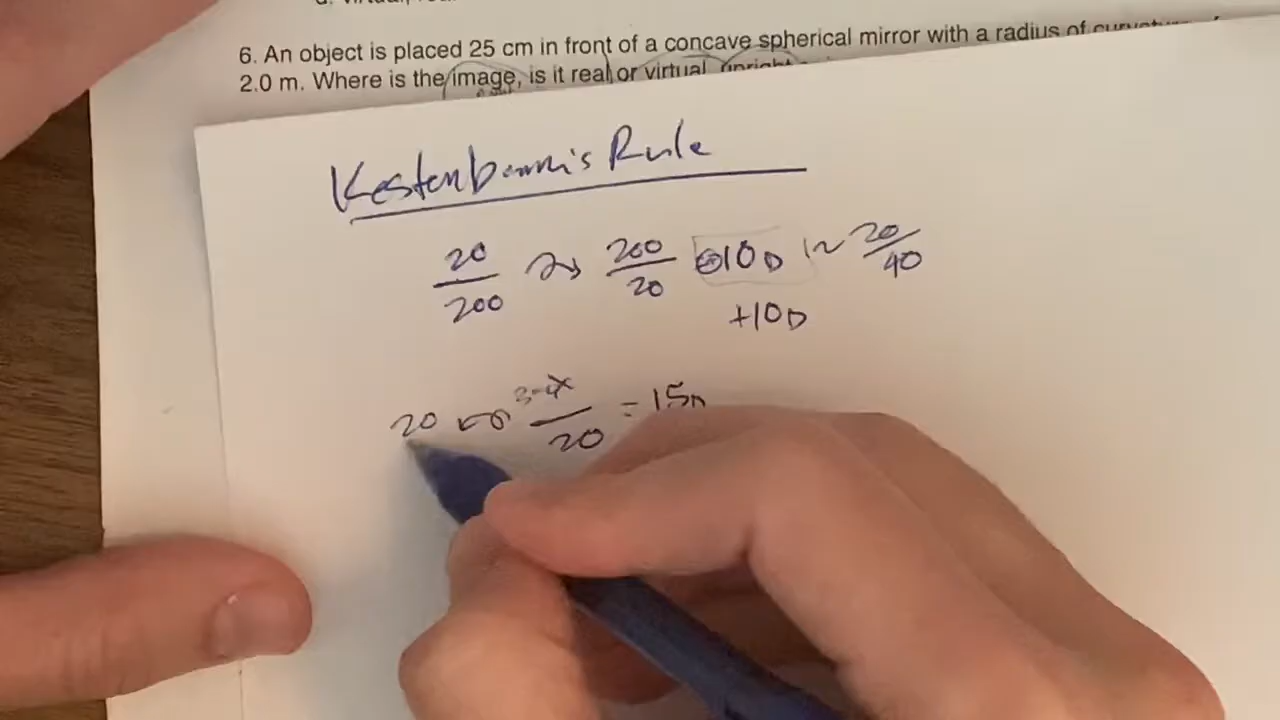 6. An object is placed 25 cm in front of a concave spherical mirror with a radius of
2.0 m. Where is the image, is it real or virtual, upright
Kestenbaum's Rule
20/200 200/20 10D 20/40
+10D
20 /20 = 15D